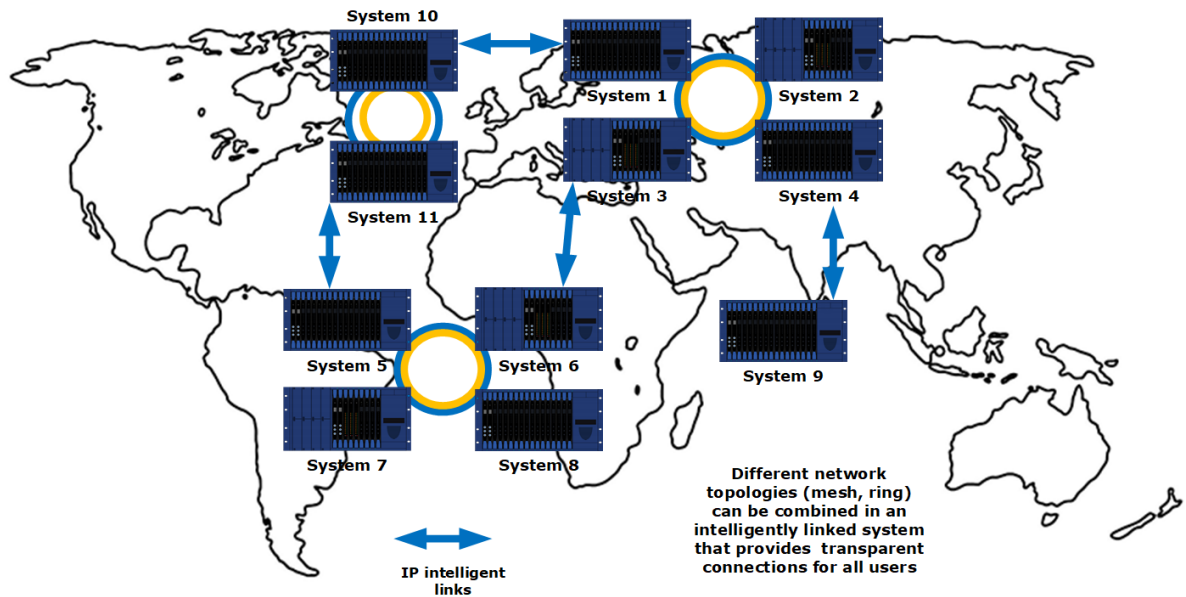 System 10
System 1
System 2
System 3
System 4
System 11
System 5
System 6
System 9
System 7
System 8
Different network
topologies (mesh, ring)
can be combined in an
intelligently linked system
that provides transparent
connections for all users
IP intelligent
links